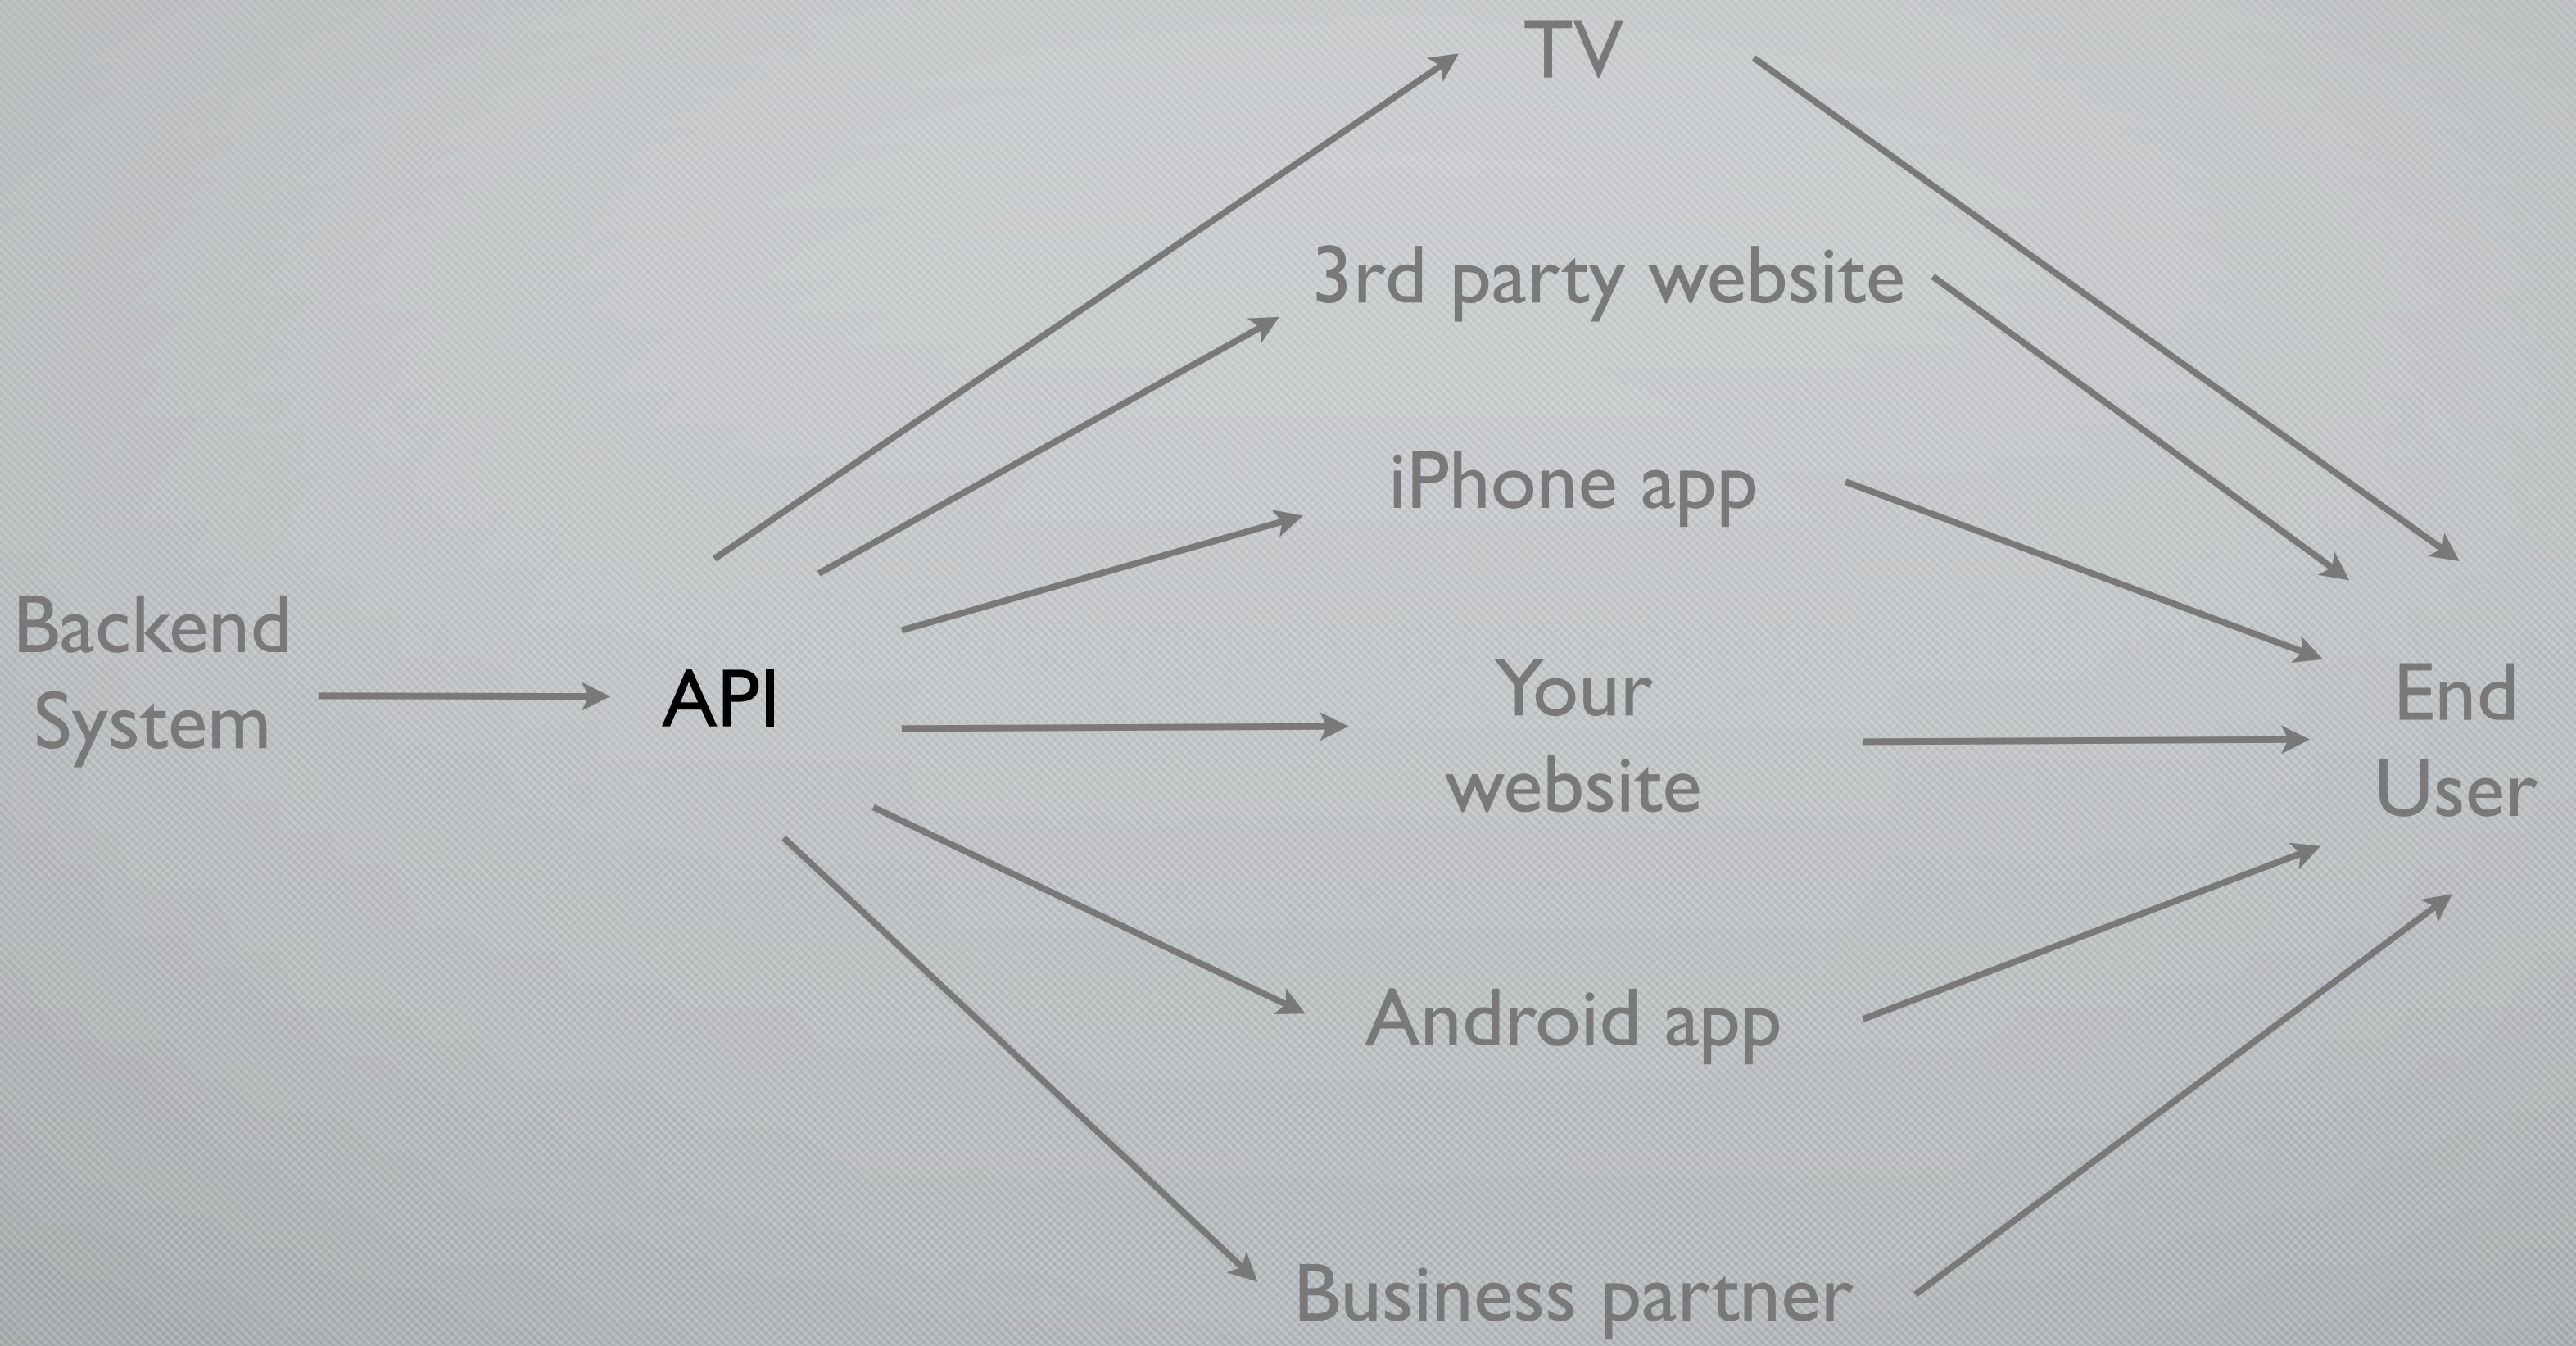 TV
3rd party website
iPhone app
Backend
System
API
Your
website
End
User
Android app
Business partner